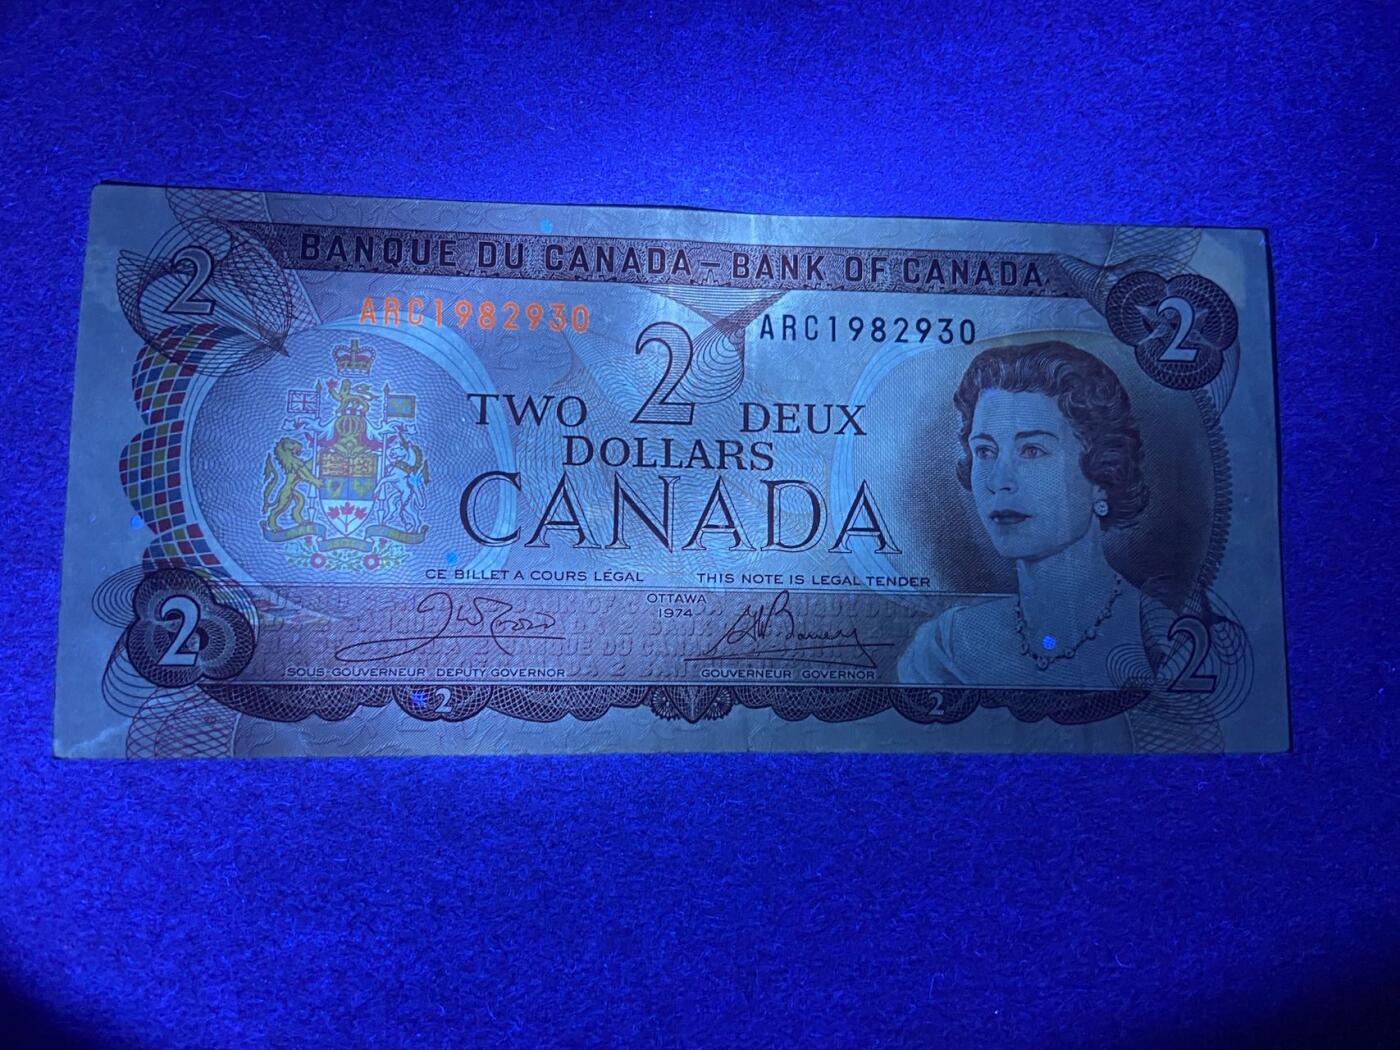 2
BANQUE DU CANADA – BANK OF CANADA
2
ARC1982930
ARC1982930
2
TWO DEUX
DOLLARS
CANADA
CE BILLET A COURS LÉGAL
THIS NOTE IS LEGAL TENDER
OTTAWA
1974
2
2
SOUS-GOUVERNEUR DEPUTY GOVERNOR
GOUVERNEUR GOVERNOR
2
2